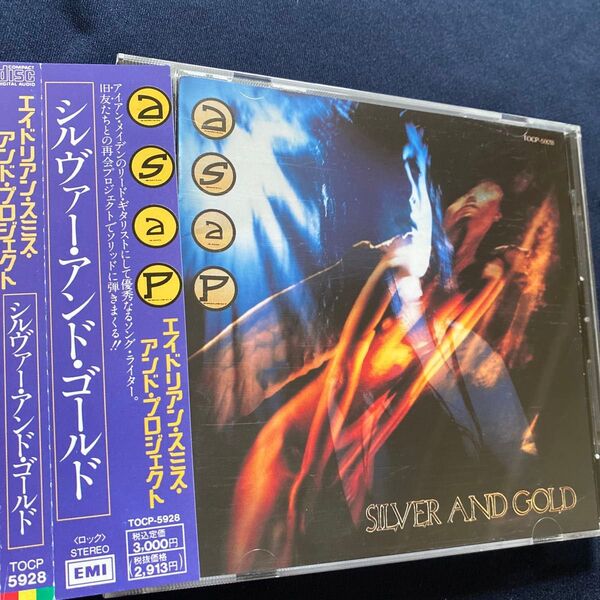 COMPACT
disc
DIGITAL AUDIO
エイドリアン・スミス・
アンド・プロジェクト
シルヴァー・アンド・ゴールド
TOCP
5928
シルヴァー・アンド・ゴールド
〈ロック〉
STEREO
EMI
a
s
a
P
アイアン・メイデンのリード・ギタリストにして優秀なるソング・ライター。
旧友たちとの再会プロジェクトでソリッドに弾きまくる!!
エイドリアン・スミス・
アンド・プロジェクト
TOCP-5928
税込定価
3,000円
(税抜価格
2,913円)
a
s
a
P
TOCP-5928
SILVER AND GOLD